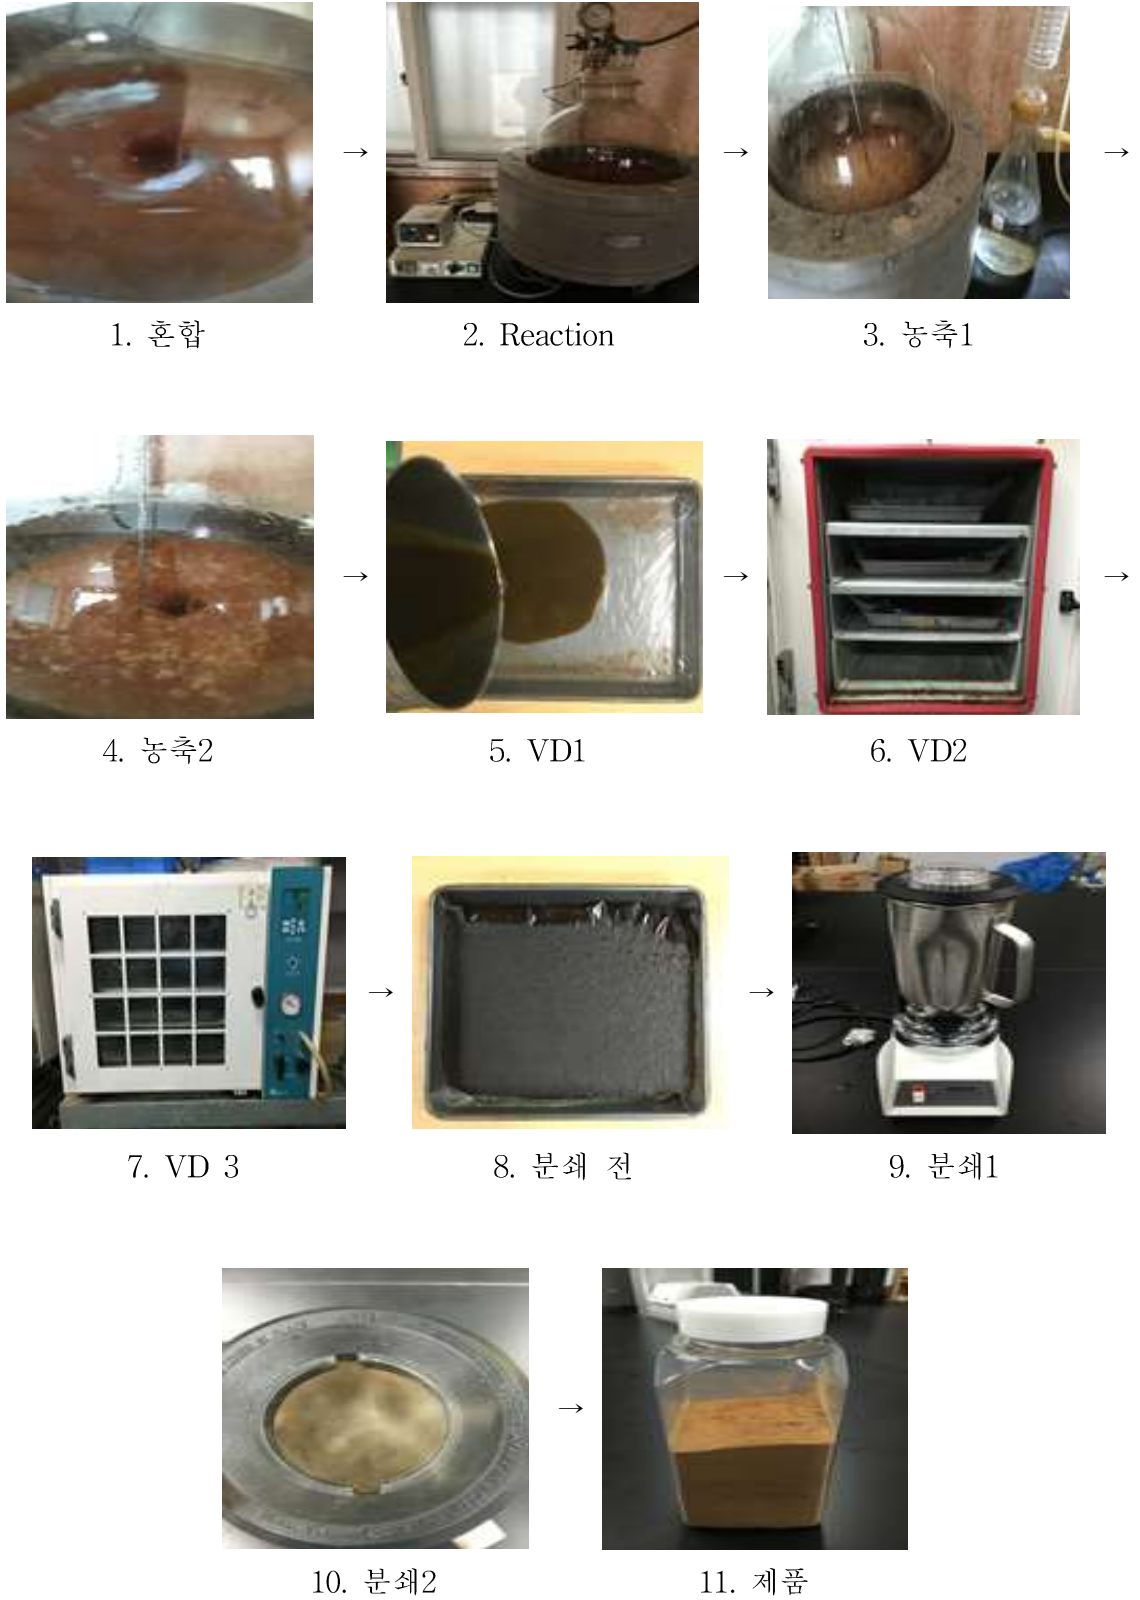 → → →
1. 혼합 2. Reaction 3. 농축1
→ → →
4. 농축2 5. VD1 6. VD2
→ →
7. VD 3 8. 분쇄 전 9. 분쇄1
→
10. 분쇄2 11. 제품